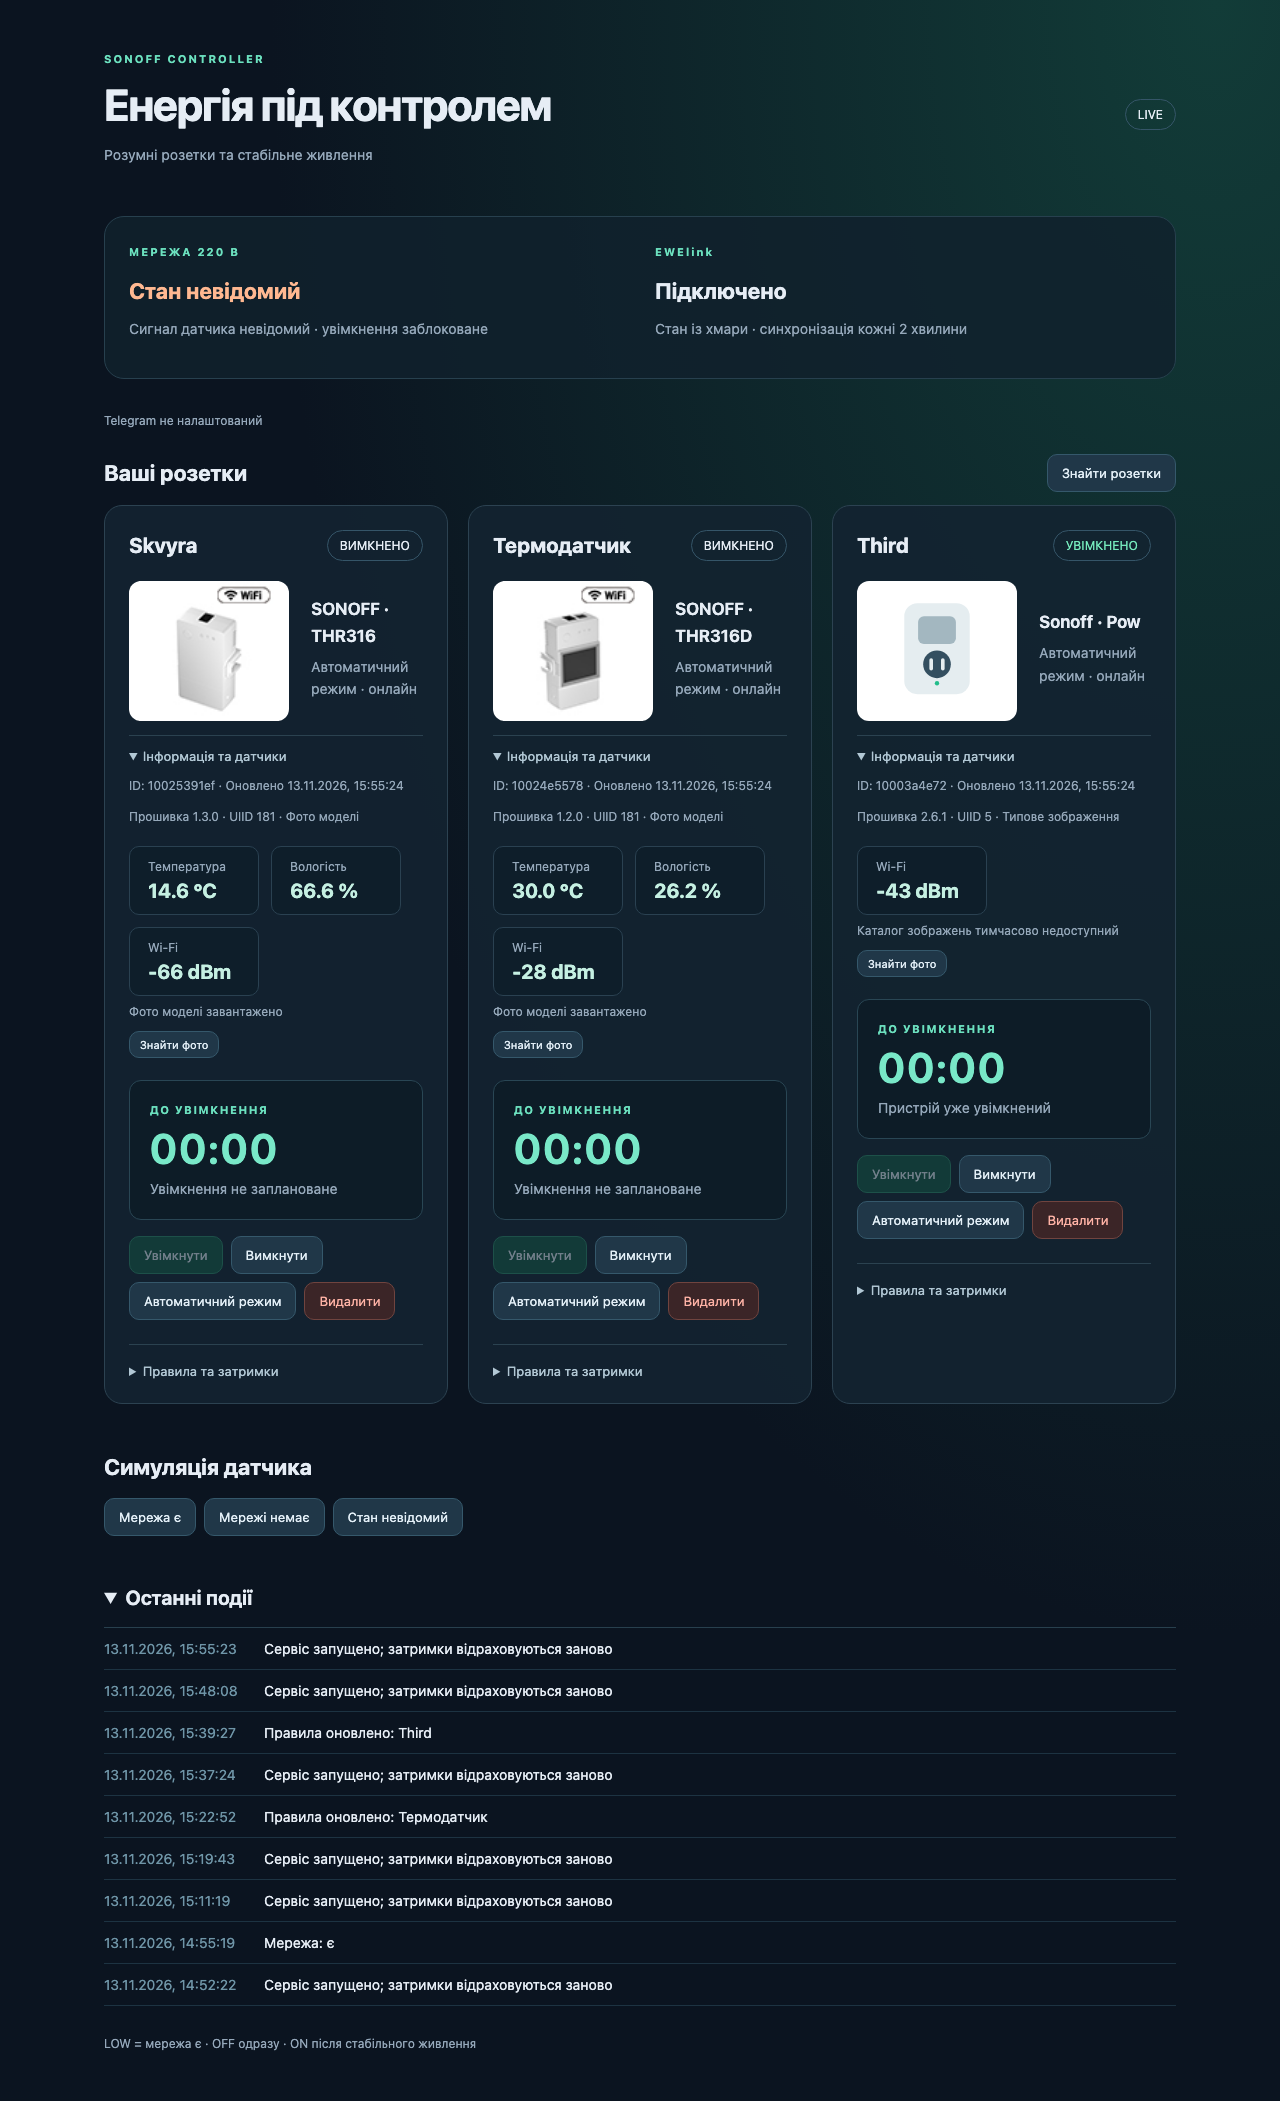 SONOFF CONTROLLER
Енергія під контролем
LIVE
Розумні розетки та стабільне живлення
МЕРЕЖА 220 В
Стан невідомий
Сигнал датчика невідомий · увімкнення заблоковане
EWElink
Підключено
Стан із хмари · синхронізація кожні 2 хвилини
Telegram не налаштований
Ваші розетки
Знайти розетки
Skvyra
ВИМКНЕНО
WiFi
SONOFF ·
THR316
Автоматичний
режим · онлайн
▼ Інформація та датчики
ID: 10025391ef · Оновлено 13.11.2026, 15:55:24
Прошивка 1.3.0 · UIID 181 · Фото моделі
Температура
14.6 °C
Вологість
66.6 %
Wi-Fi
-66 dBm
Фото моделі завантажено
Знайти фото
ДО УВІМКНЕННЯ
00:00
Увімкнення не заплановане
Увімкнути
Вимкнути
Автоматичний режим
Видалити
▶ Правила та затримки
Термодатчик
ВИМКНЕНО
WiFi
SONOFF ·
THR316D
Автоматичний
режим · онлайн
▼ Інформація та датчики
ID: 10024e5578 · Оновлено 13.11.2026, 15:55:24
Прошивка 1.2.0 · UIID 181 · Фото моделі
Температура
30.0 °C
Вологість
26.2 %
Wi-Fi
-28 dBm
Фото моделі завантажено
Знайти фото
ДО УВІМКНЕННЯ
00:00
Увімкнення не заплановане
Увімкнути
Вимкнути
Автоматичний режим
Видалити
▶ Правила та затримки
Third
УВІМКНЕНО
Sonoff · Pow
Автоматичний
режим · онлайн
▼ Інформація та датчики
ID: 10003a4e72 · Оновлено 13.11.2026, 15:55:24
Прошивка 2.6.1 · UIID 5 · Типове зображення
Wi-Fi
-43 dBm
Каталог зображень тимчасово недоступний
Знайти фото
ДО УВІМКНЕННЯ
00:00
Пристрій уже увімкнений
Увімкнути
Вимкнути
Автоматичний режим
Видалити
▶ Правила та затримки
Симуляція датчика
Мережа є
Мережі немає
Стан невідомий
▼ Останні події
13.11.2026, 15:55:23 Сервіс запущено; затримки відраховуються заново
13.11.2026, 15:48:08 Сервіс запущено; затримки відраховуються заново
13.11.2026, 15:39:27 Правила оновлено: Third
13.11.2026, 15:37:24 Сервіс запущено; затримки відраховуються заново
13.11.2026, 15:22:52 Правила оновлено: Термодатчик
13.11.2026, 15:19:43 Сервіс запущено; затримки відраховуються заново
13.11.2026, 15:11:19 Сервіс запущено; затримки відраховуються заново
13.11.2026, 14:55:19 Мережа: є
13.11.2026, 14:52:22 Сервіс запущено; затримки відраховуються заново
LOW = мережа є · OFF одразу · ON після стабільного живлення